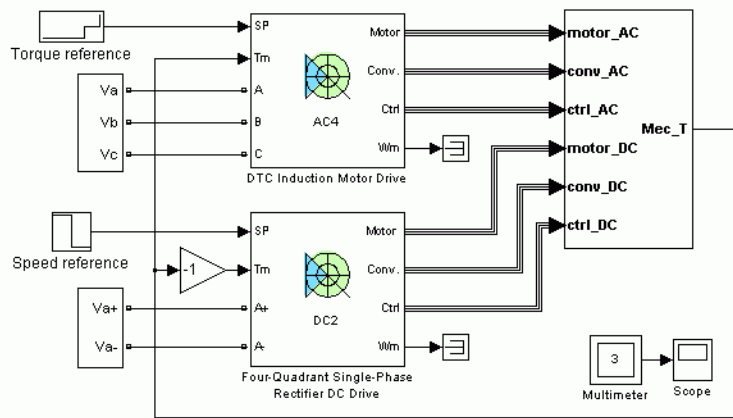 Torque reference
SP
Tm
A
B
C
Va
Vb
Vc
AC4
Motor
Conv.
Ctrl
Wm
DTC Induction Motor Drive
motor_AC
conv_AC
ctrl_AC
motor_DC
conv_DC
ctrl_DC
Mec_T
Speed reference
-1
SP
Tm
A+
A-
Va+
Va-
DC2
Motor
Conv.
Ctrl
Wm
Four-Quadrant Single-Phase
Rectifier DC Drive
3
Multimeter
Scope